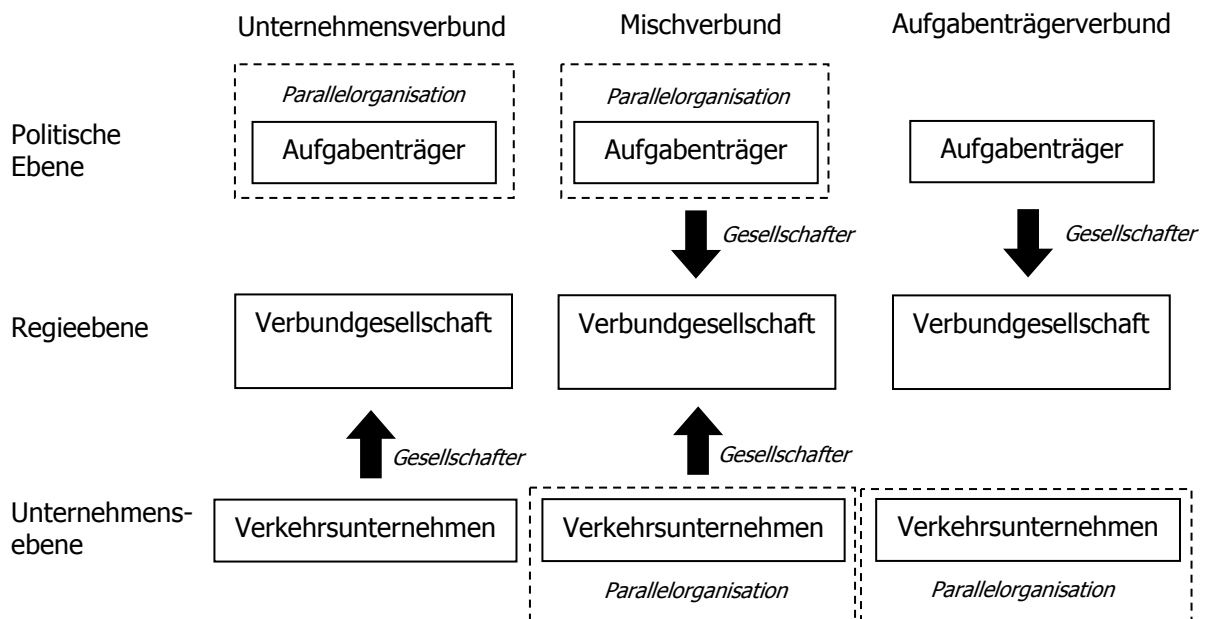 Unternehmensverbund
Mischverbund
Aufgabenträgerverbund
Parallelorganisation
Parallelorganisation
Politische
Ebene
Aufgabenträger
Aufgabenträger
Aufgabenträger
Gesellschafter
Gesellschafter
Regieebene
Verbundgesellschaft
Verbundgesellschaft
Verbundgesellschaft
Gesellschafter
Gesellschafter
Unternehmens-
ebene
Verkehrsunternehmen
Verkehrsunternehmen
Verkehrsunternehmen
Parallelorganisation
Parallelorganisation